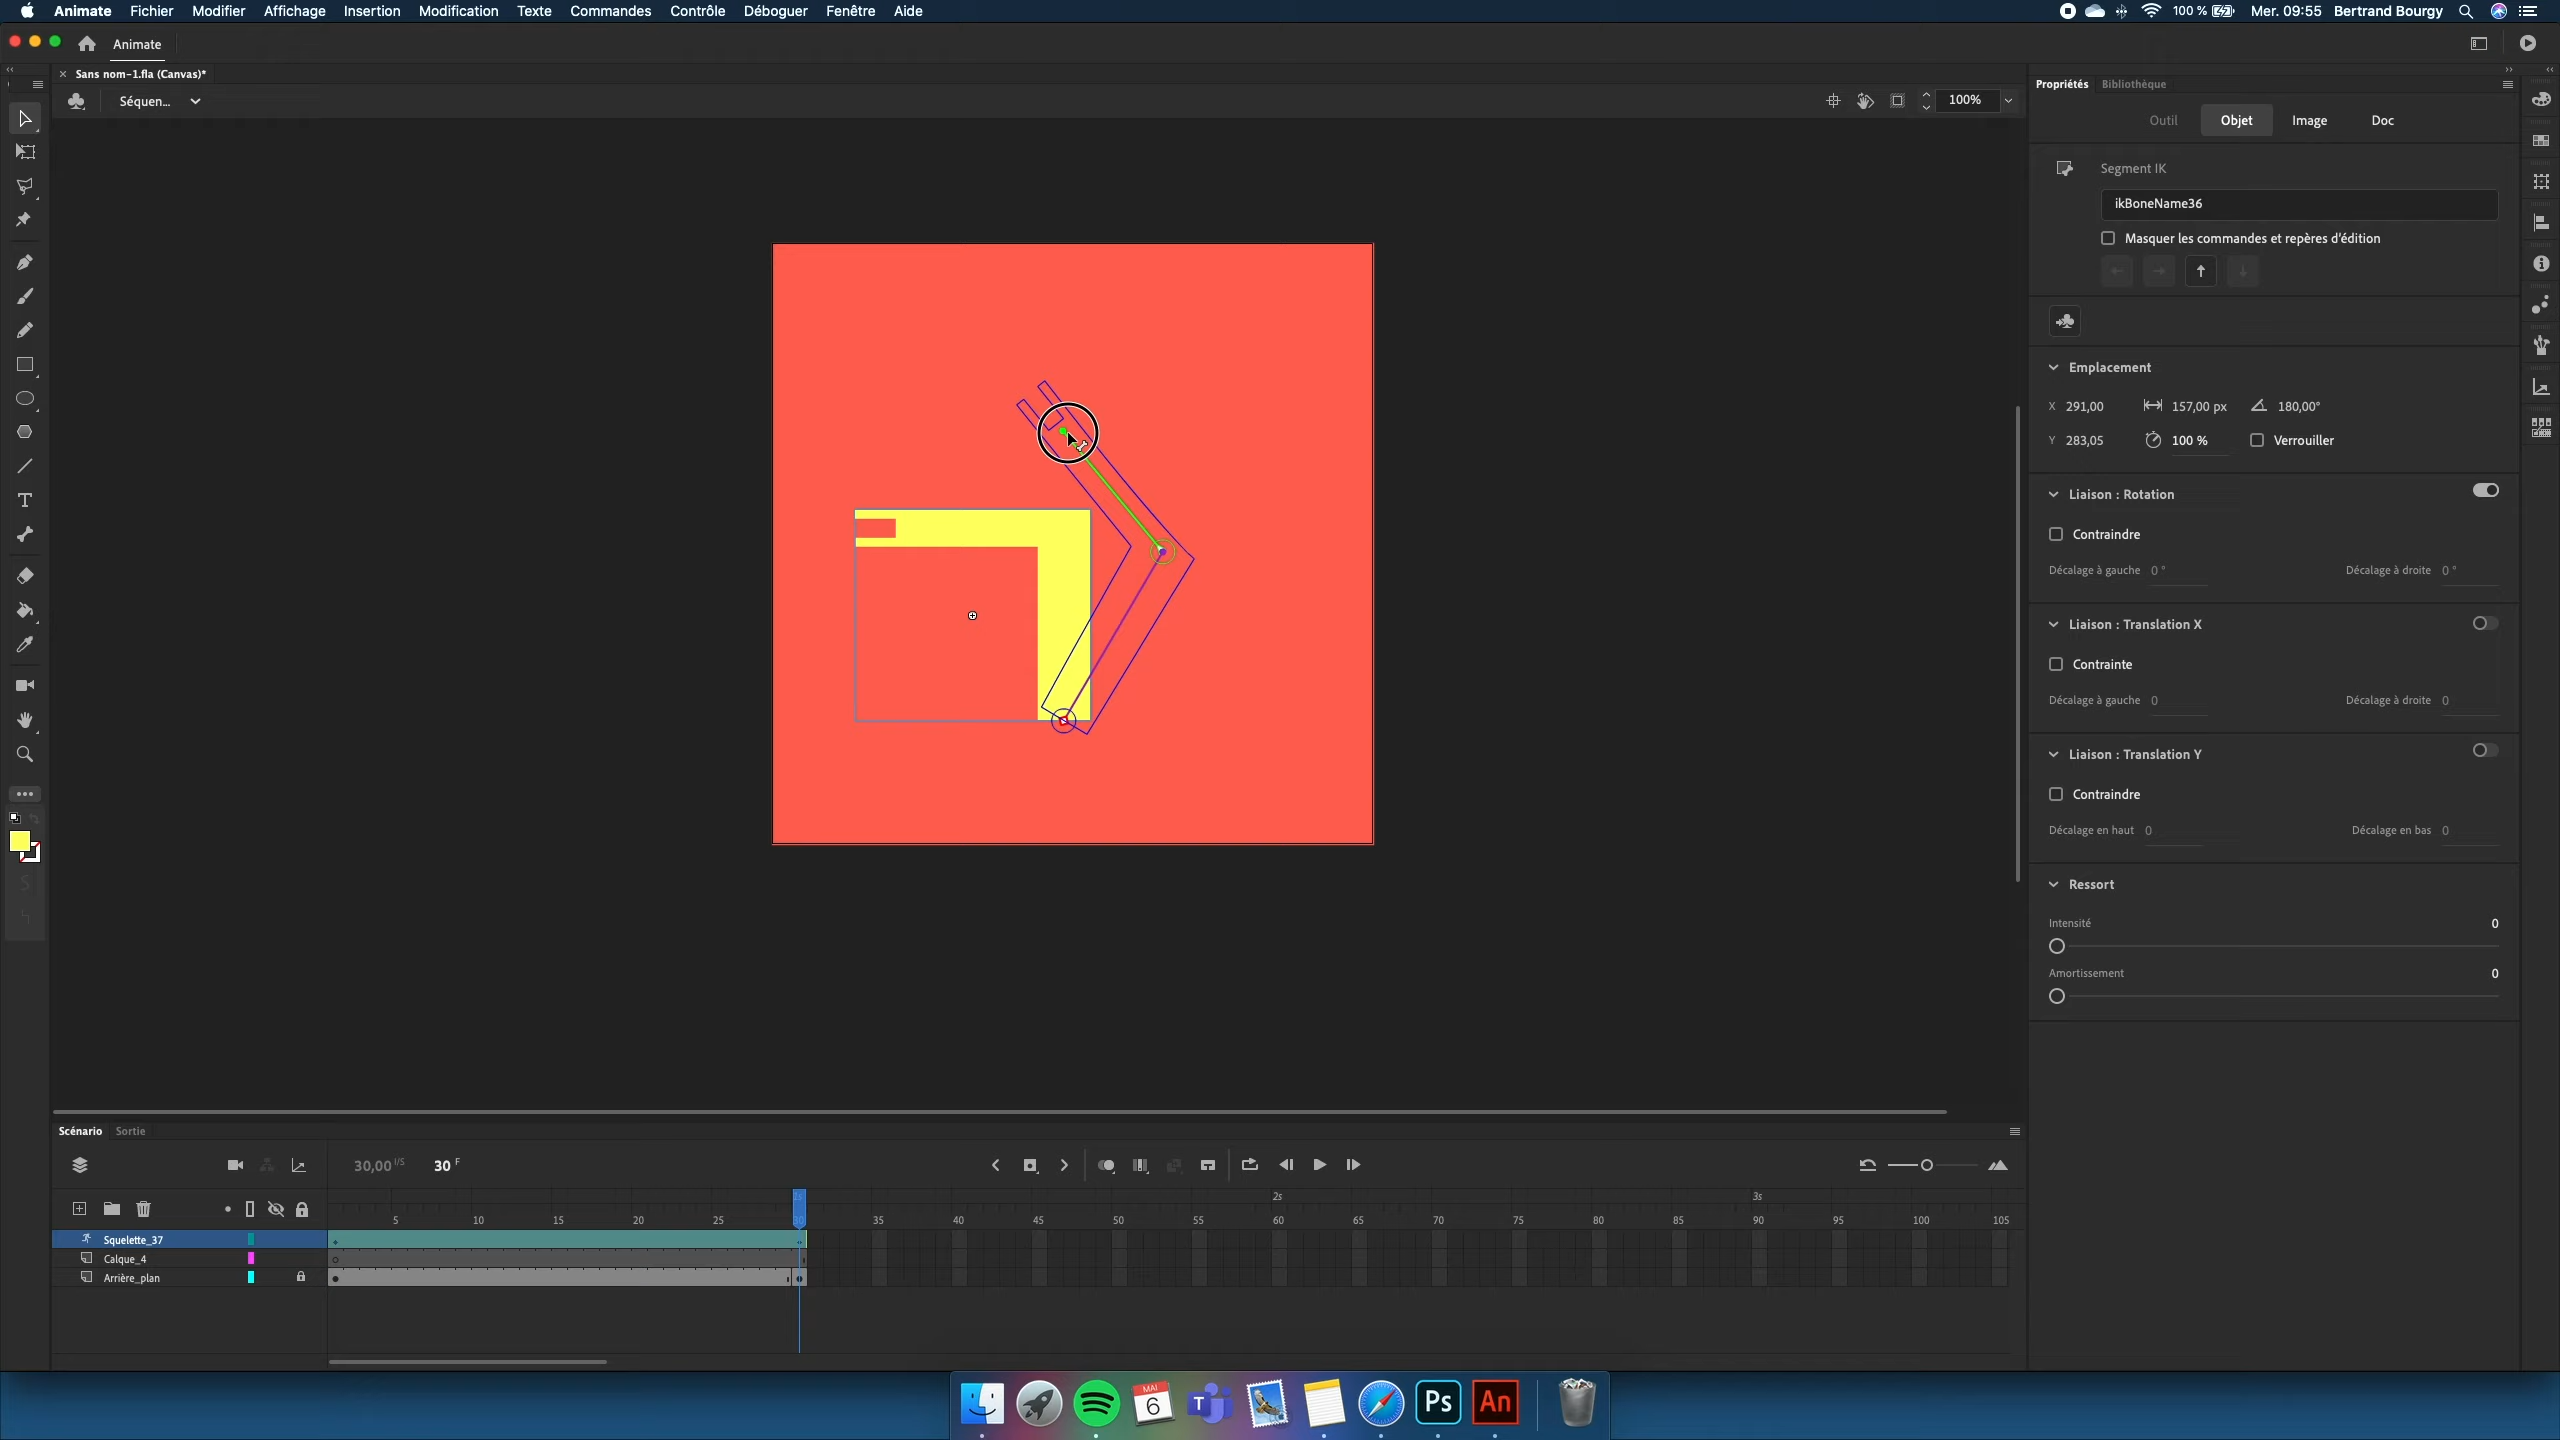 Animate Fichier Modifier Affichage Insertion Modification Texte Commandes Contrôle Déboguer Fenêtre Aide 100 % Mer. 09:55 Bertrand Bourgy
Animate
Sans nom-1.fla (Canvas)*
Séquen... 100%
Propriétés Bibliothèque
Outil Objet Image Doc
Segment IK
ikBoneName36
Masquer les commandes et repères d'édition
Emplacement
X 291,00 157,00 px 180,00°
Y 283,05 100 % Verrouiller
Liaison : Rotation
Contraindre
Décalage à gauche 0 ° Décalage à droite 0 °
Liaison : Translation X
Contrainte
Décalage à gauche 0 Décalage à droite 0
Liaison : Translation Y
Contraindre
Décalage en haut 0 Décalage en bas 0
Ressort
Intensité 0
Amortissement 0
Scénario Sortie
30,00 I/S 30 F
1s 2s 3s
5 10 15 20 25 30 35 40 45 50 55 60 65 70 75 80 85 90 95 100 105
Squelette_37
Calque_4
Arrière_plan
MAI
6
T
Ps
An